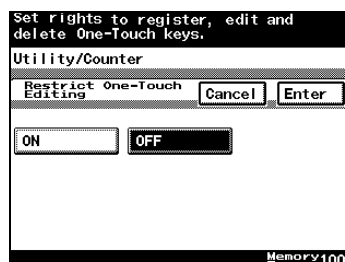 Set rights to register, edit and
delete One-Touch keys.
Utility/Counter
Restrict One-Touch
Editing
Cancel
Enter
ON
OFF
Memory100